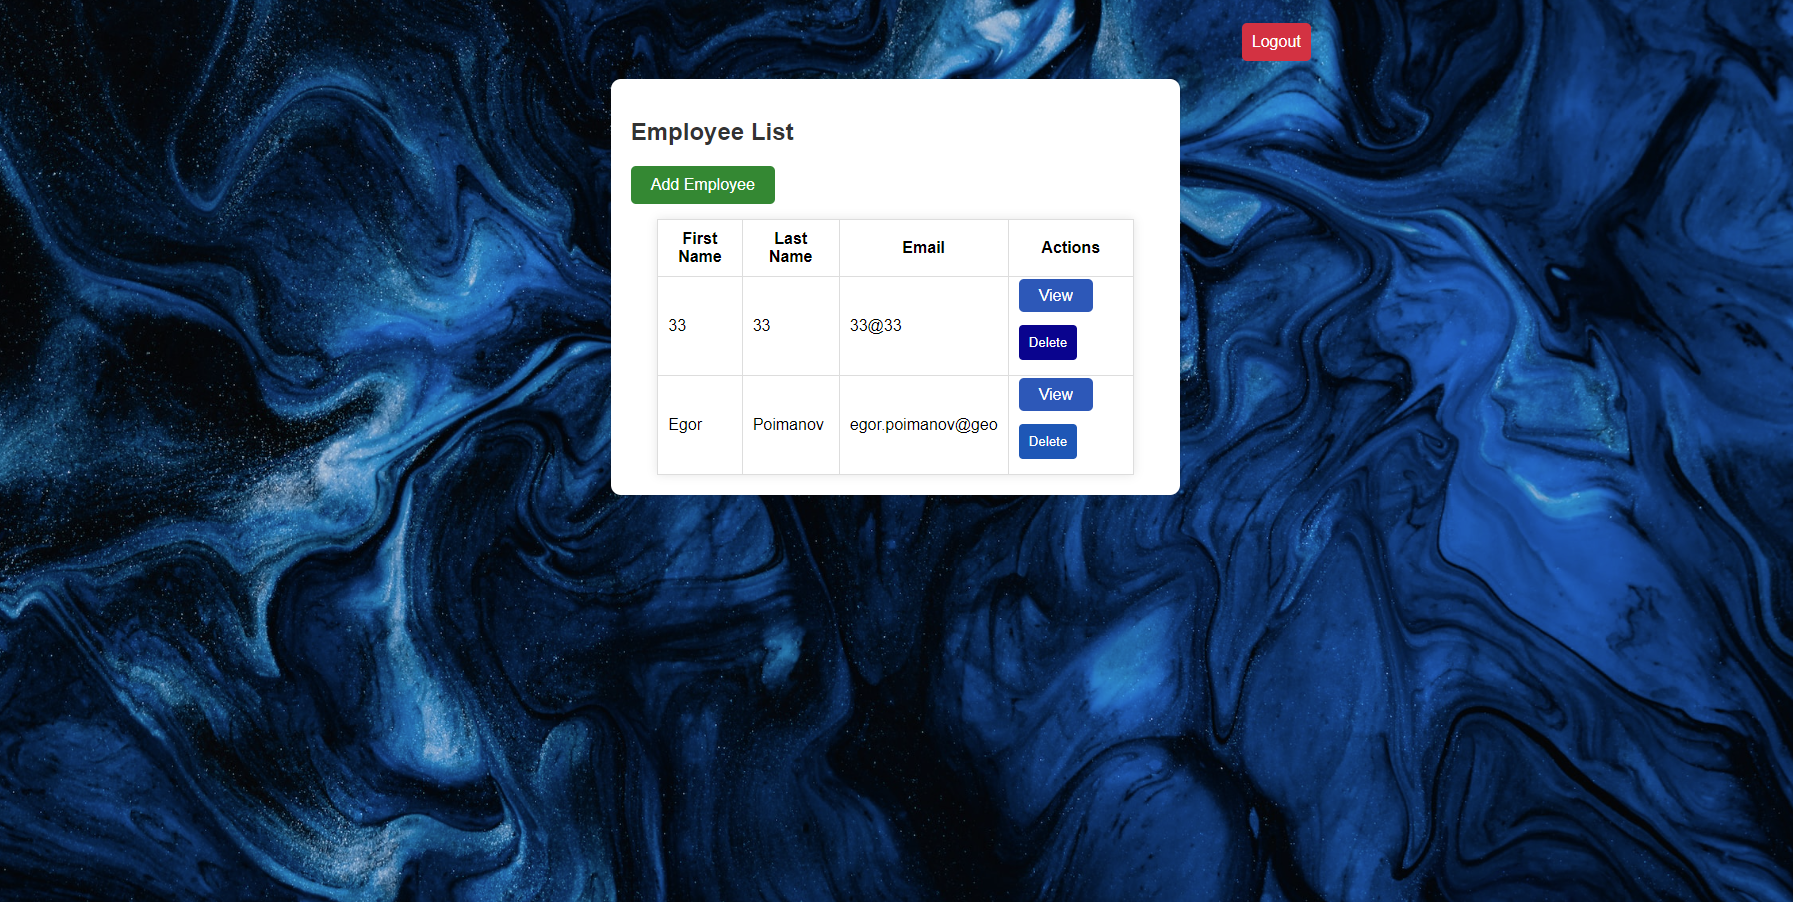 Logout
Employee List
Add Employee
First Name Last Name Email Actions
33 33 33@33 View
Delete
Egor Poimanov egor.poimanov@geo View
Delete